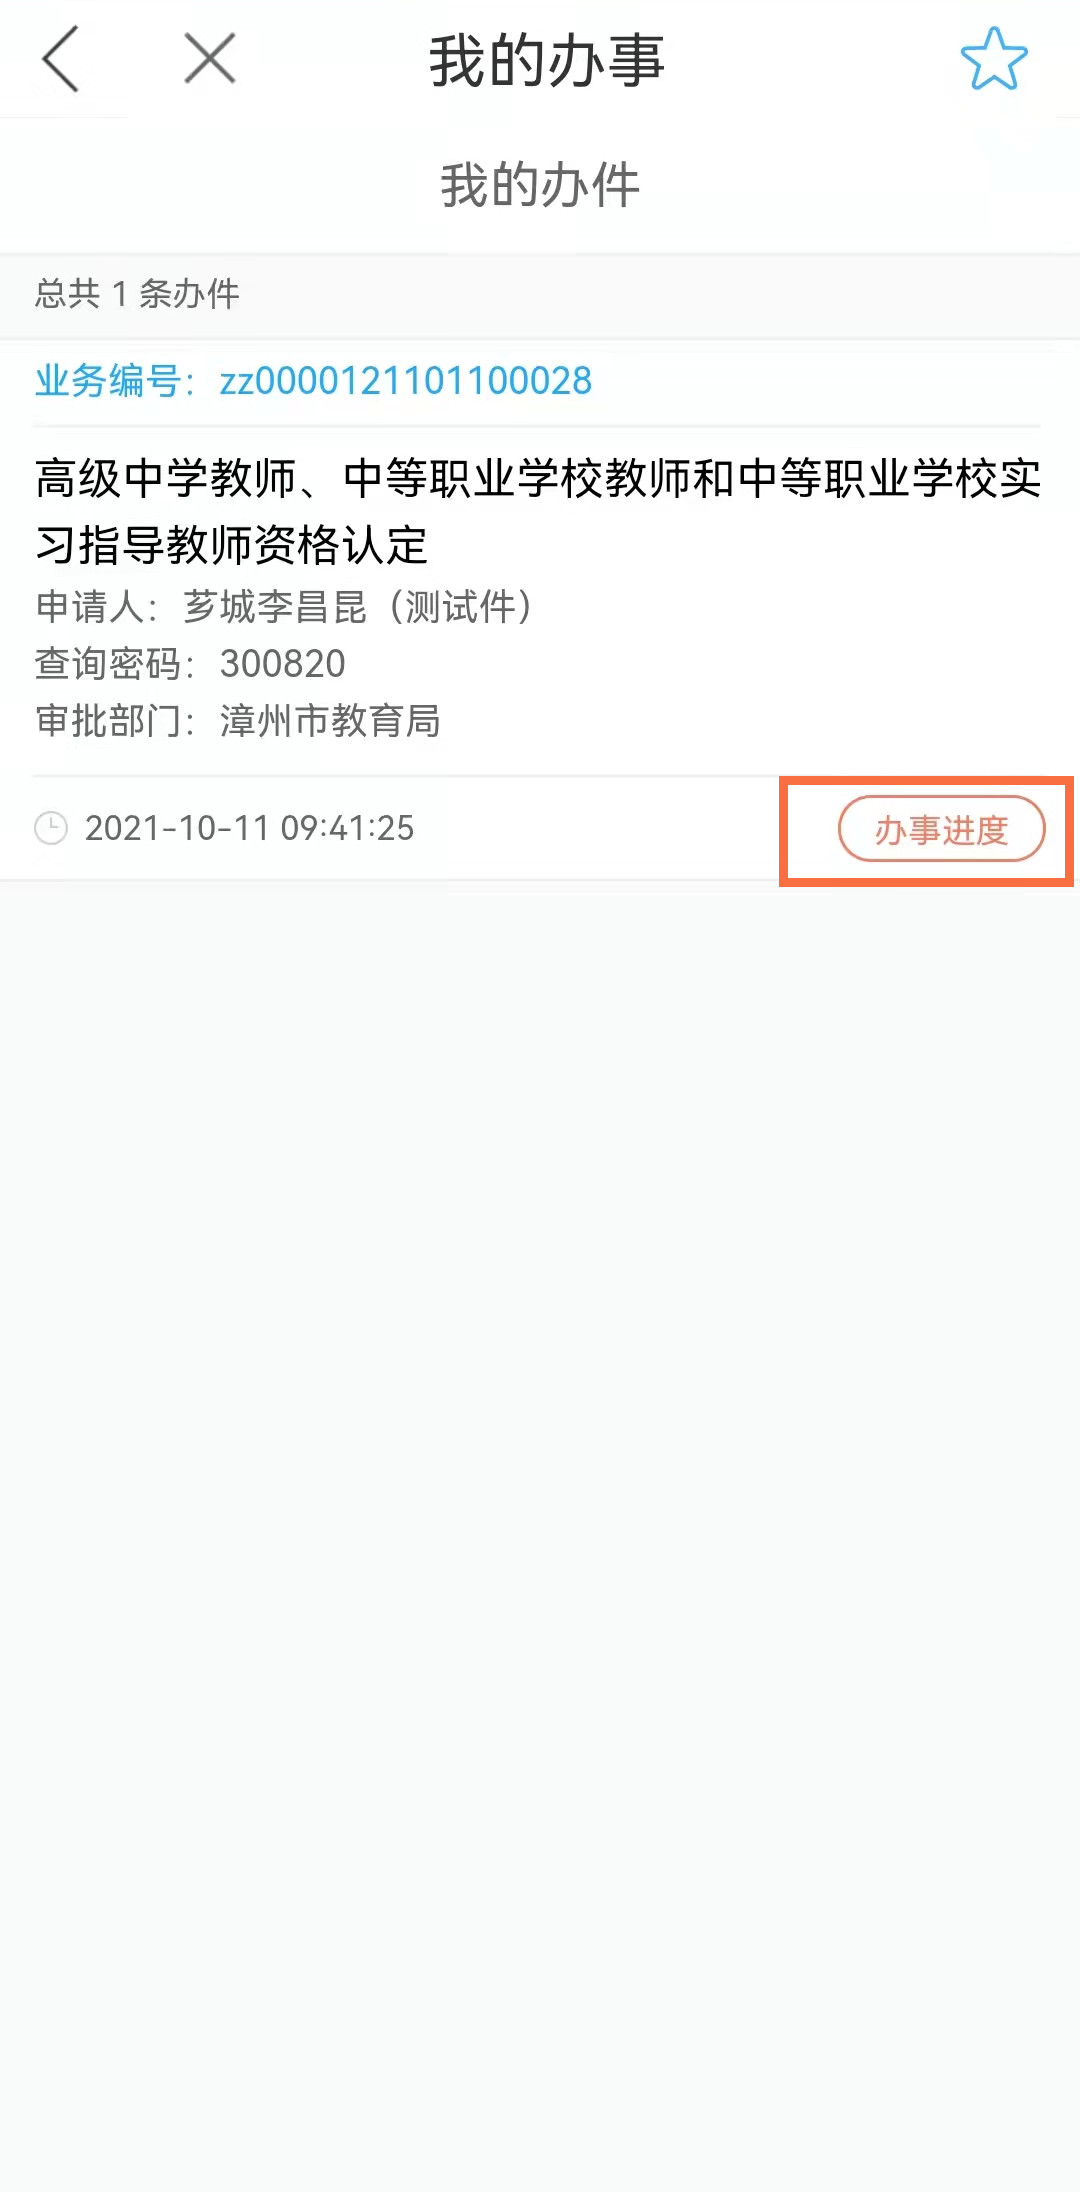 我的办事
我的办件
总共 1 条办件
业务编号：zz0000121101100028
高级中学教师、中等职业学校教师和中等职业学校实
习指导教师资格认定
申请人：芗城李昌昆（测试件）
查询密码：300820
审批部门：漳州市教育局
2021-10-11 09:41:25
办事进度